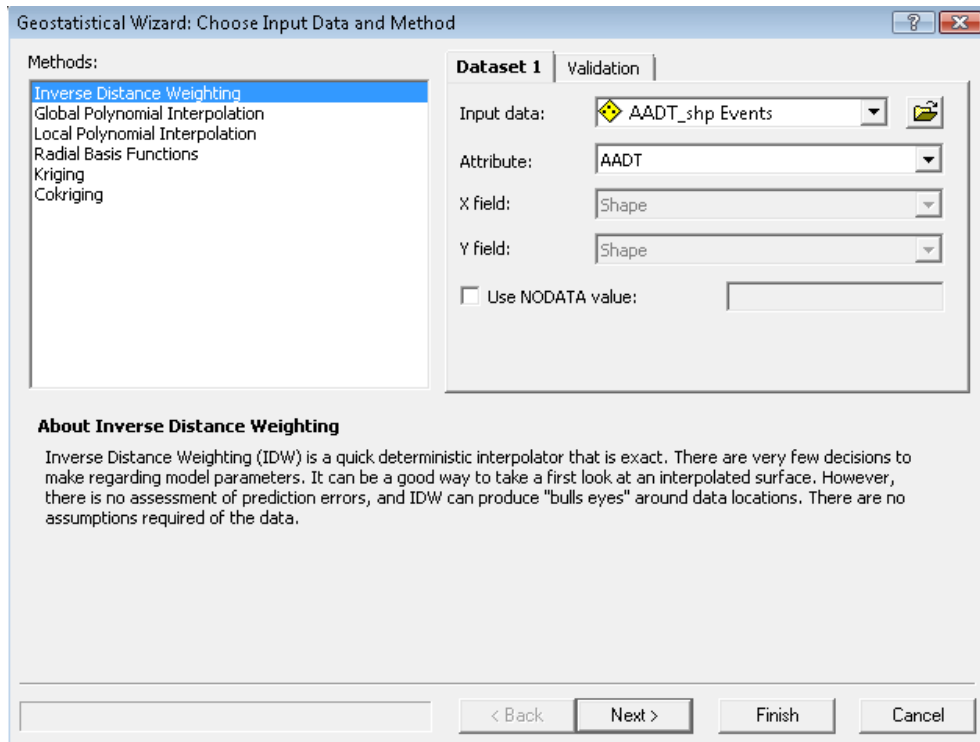 Geostatistical Wizard: Choose Input Data and Method
Methods:
Inverse Distance Weighting
Global Polynomial Interpolation
Local Polynomial Interpolation
Radial Basis Functions
Kriging
Cokriging
Dataset 1 Validation
Input data: AADT_shp Events
Attribute: AADT
X field: Shape
Y field: Shape
Use NODATA value:
About Inverse Distance Weighting
Inverse Distance Weighting (IDW) is a quick deterministic interpolator that is exact. There are very few decisions to
make regarding model parameters. It can be a good way to take a first look at an interpolated surface. However,
there is no assessment of prediction errors, and IDW can produce "bulls eyes" around data locations. There are no
assumptions required of the data.
< Back Next > Finish Cancel